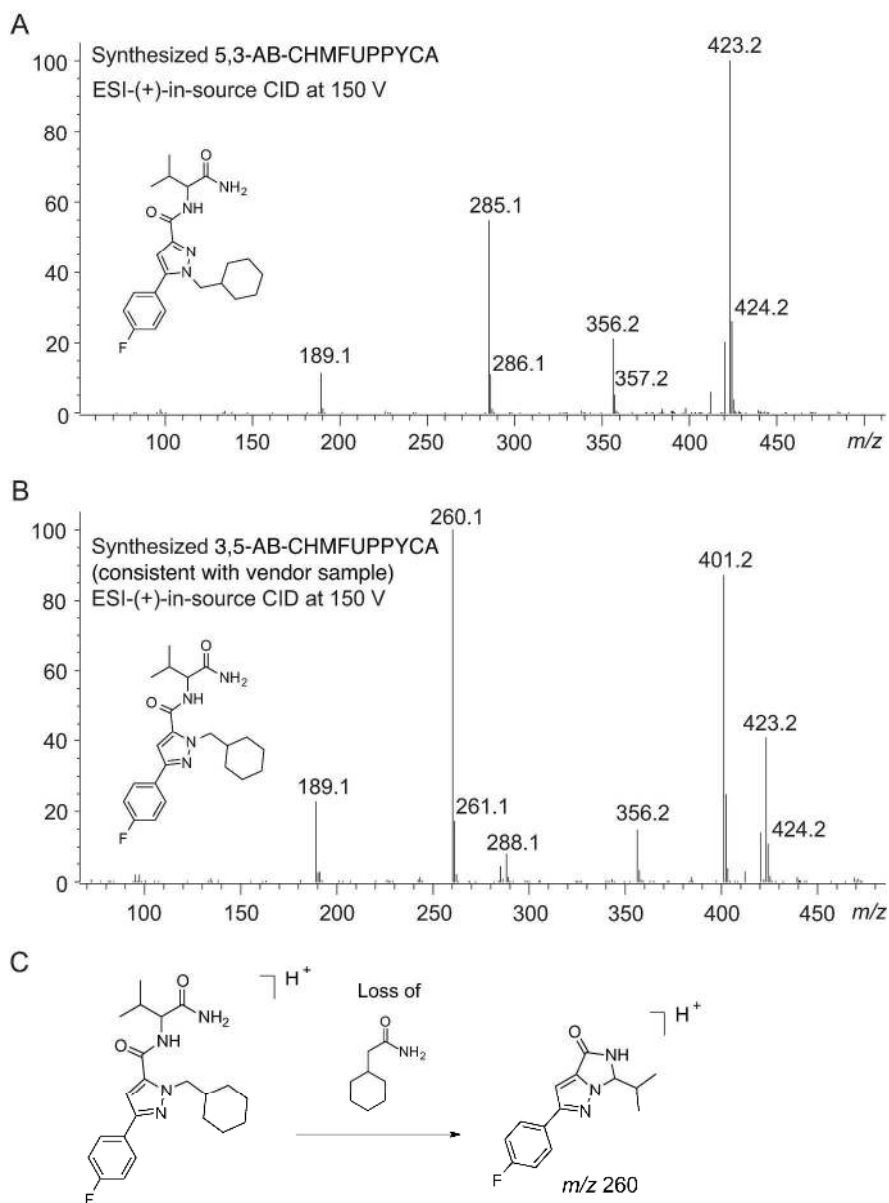 A
Synthesized 5,3-AB-CHMFUPPYCA
ESI-(+)-in-source CID at 150 V
423.2
285.1
424.2
356.2
189.1
286.1
357.2
100
80
60
40
20
0
100 150 200 250 300 350 400 450 m/z
O
NH2
O NH
N
N
F
B
Synthesized 3,5-AB-CHMFUPPYCA
(consistent with vendor sample)
ESI-(+)-in-source CID at 150 V
260.1
401.2
423.2
189.1
261.1
288.1
356.2
424.2
100
80
60
40
20
0
100 150 200 250 300 350 400 450 m/z
O
NH2
O NH
N
N
F
C
O
NH2
O NH
N
N
F
H+
Loss of
O
NH2
O
NH
N
N
F
H+
m/z 260